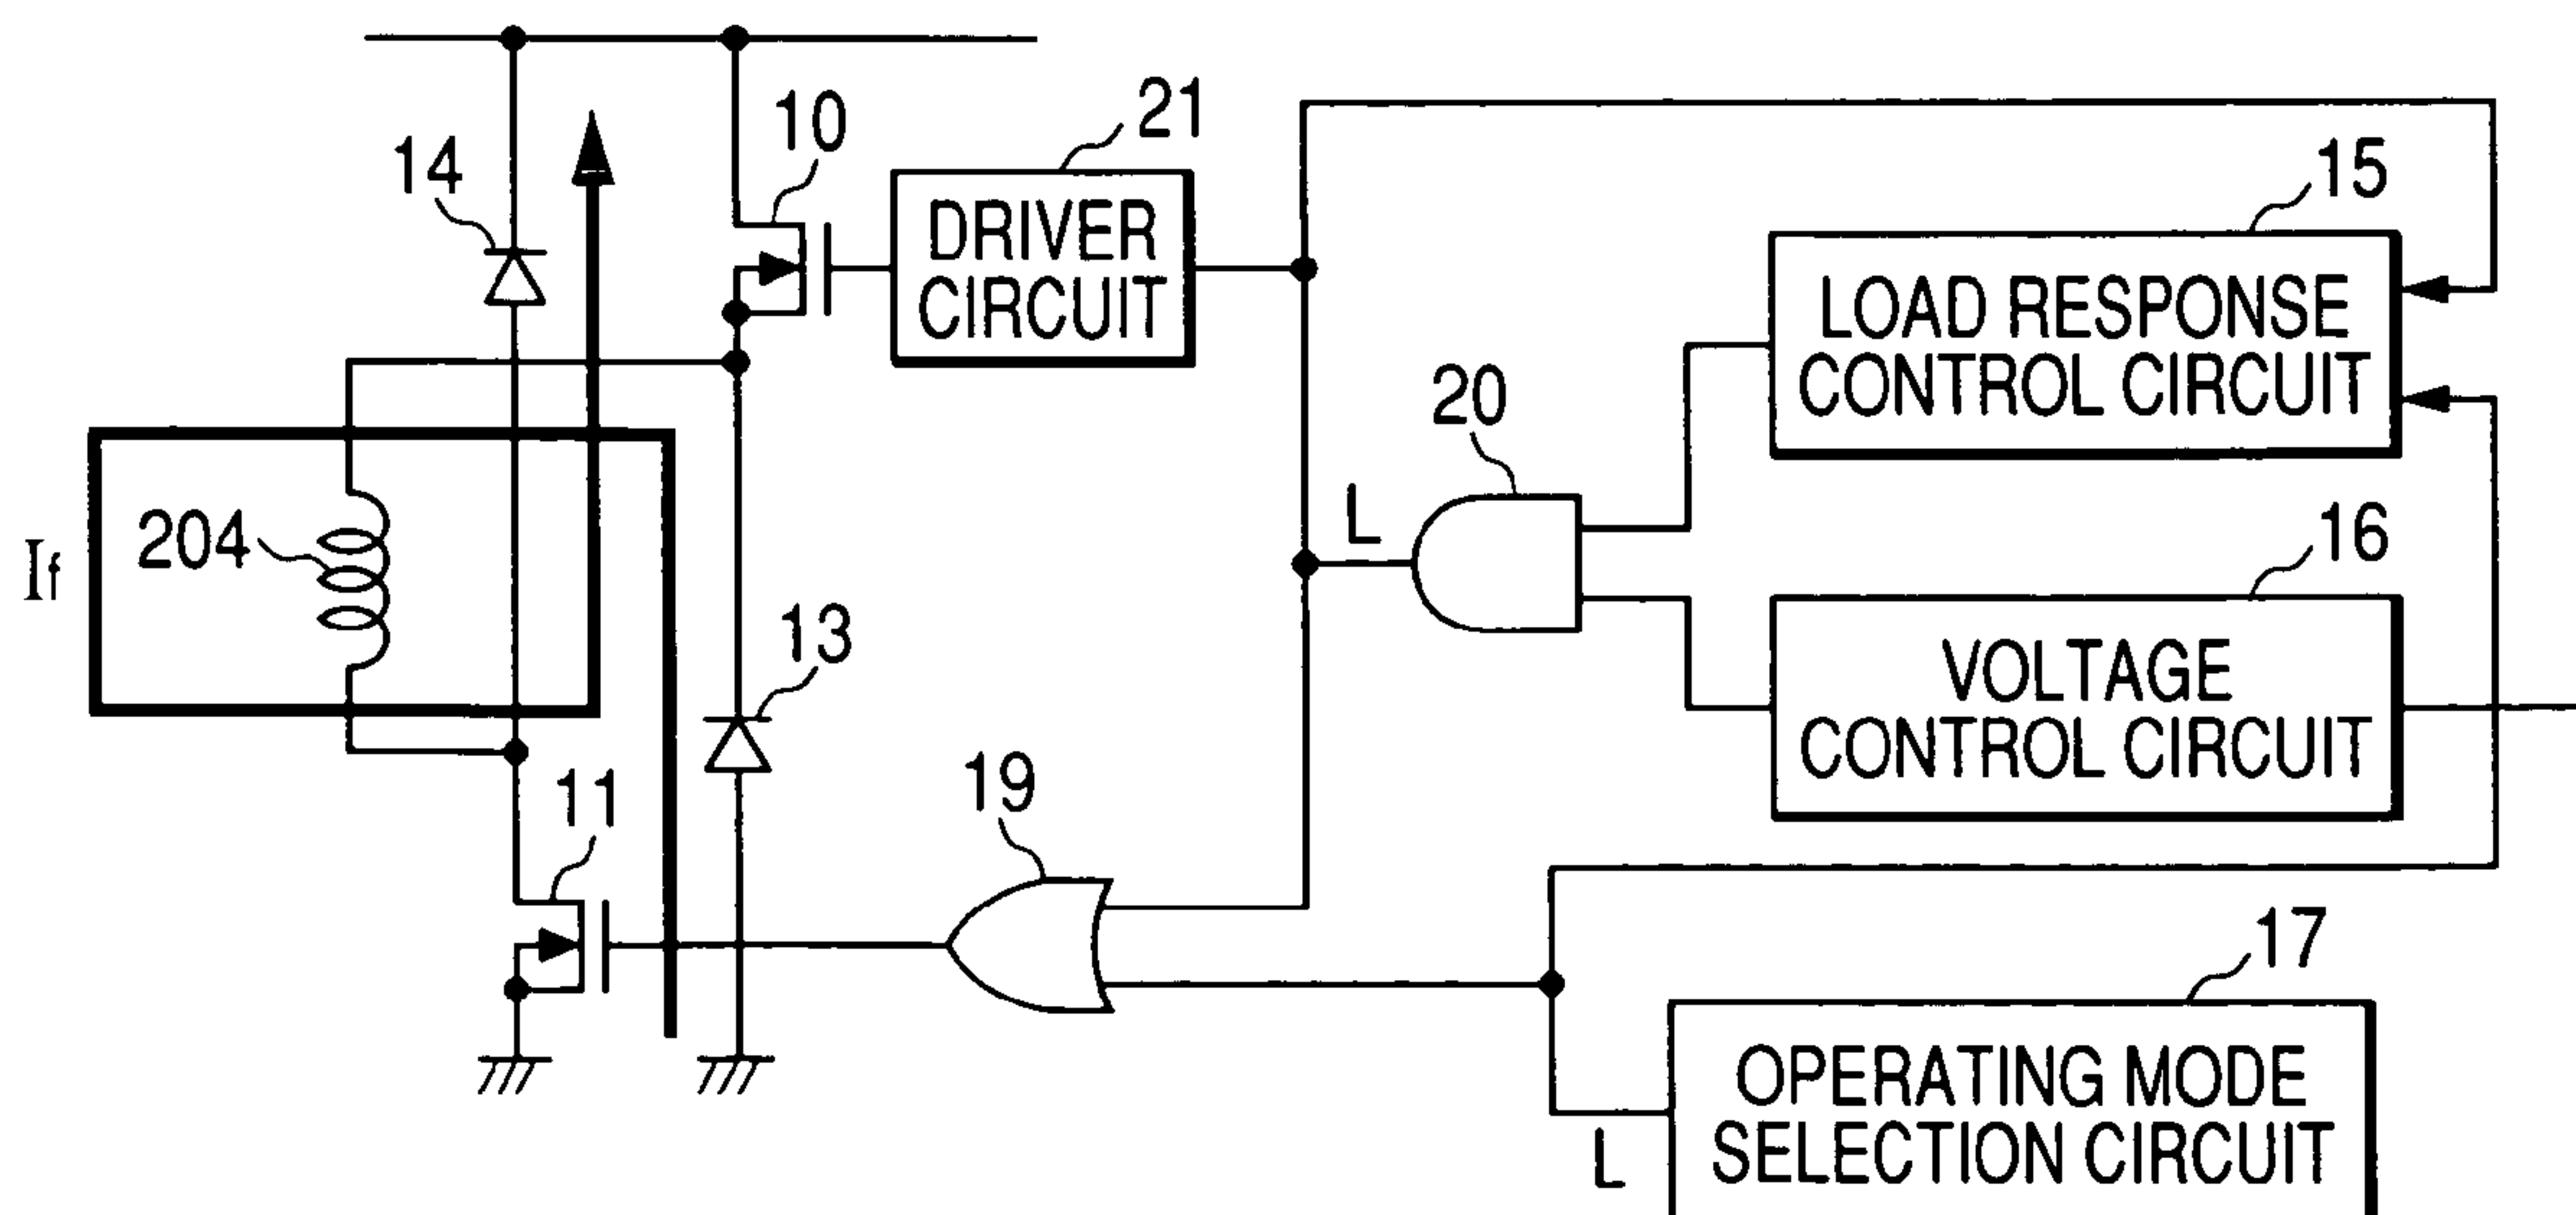 21
10
14
DRIVER
CIRCUIT
15
LOAD RESPONSE
CONTROL CIRCUIT
20
L
204
If
16
VOLTAGE
CONTROL CIRCUIT
13
11
19
17
OPERATING MODE
SELECTION CIRCUIT
L